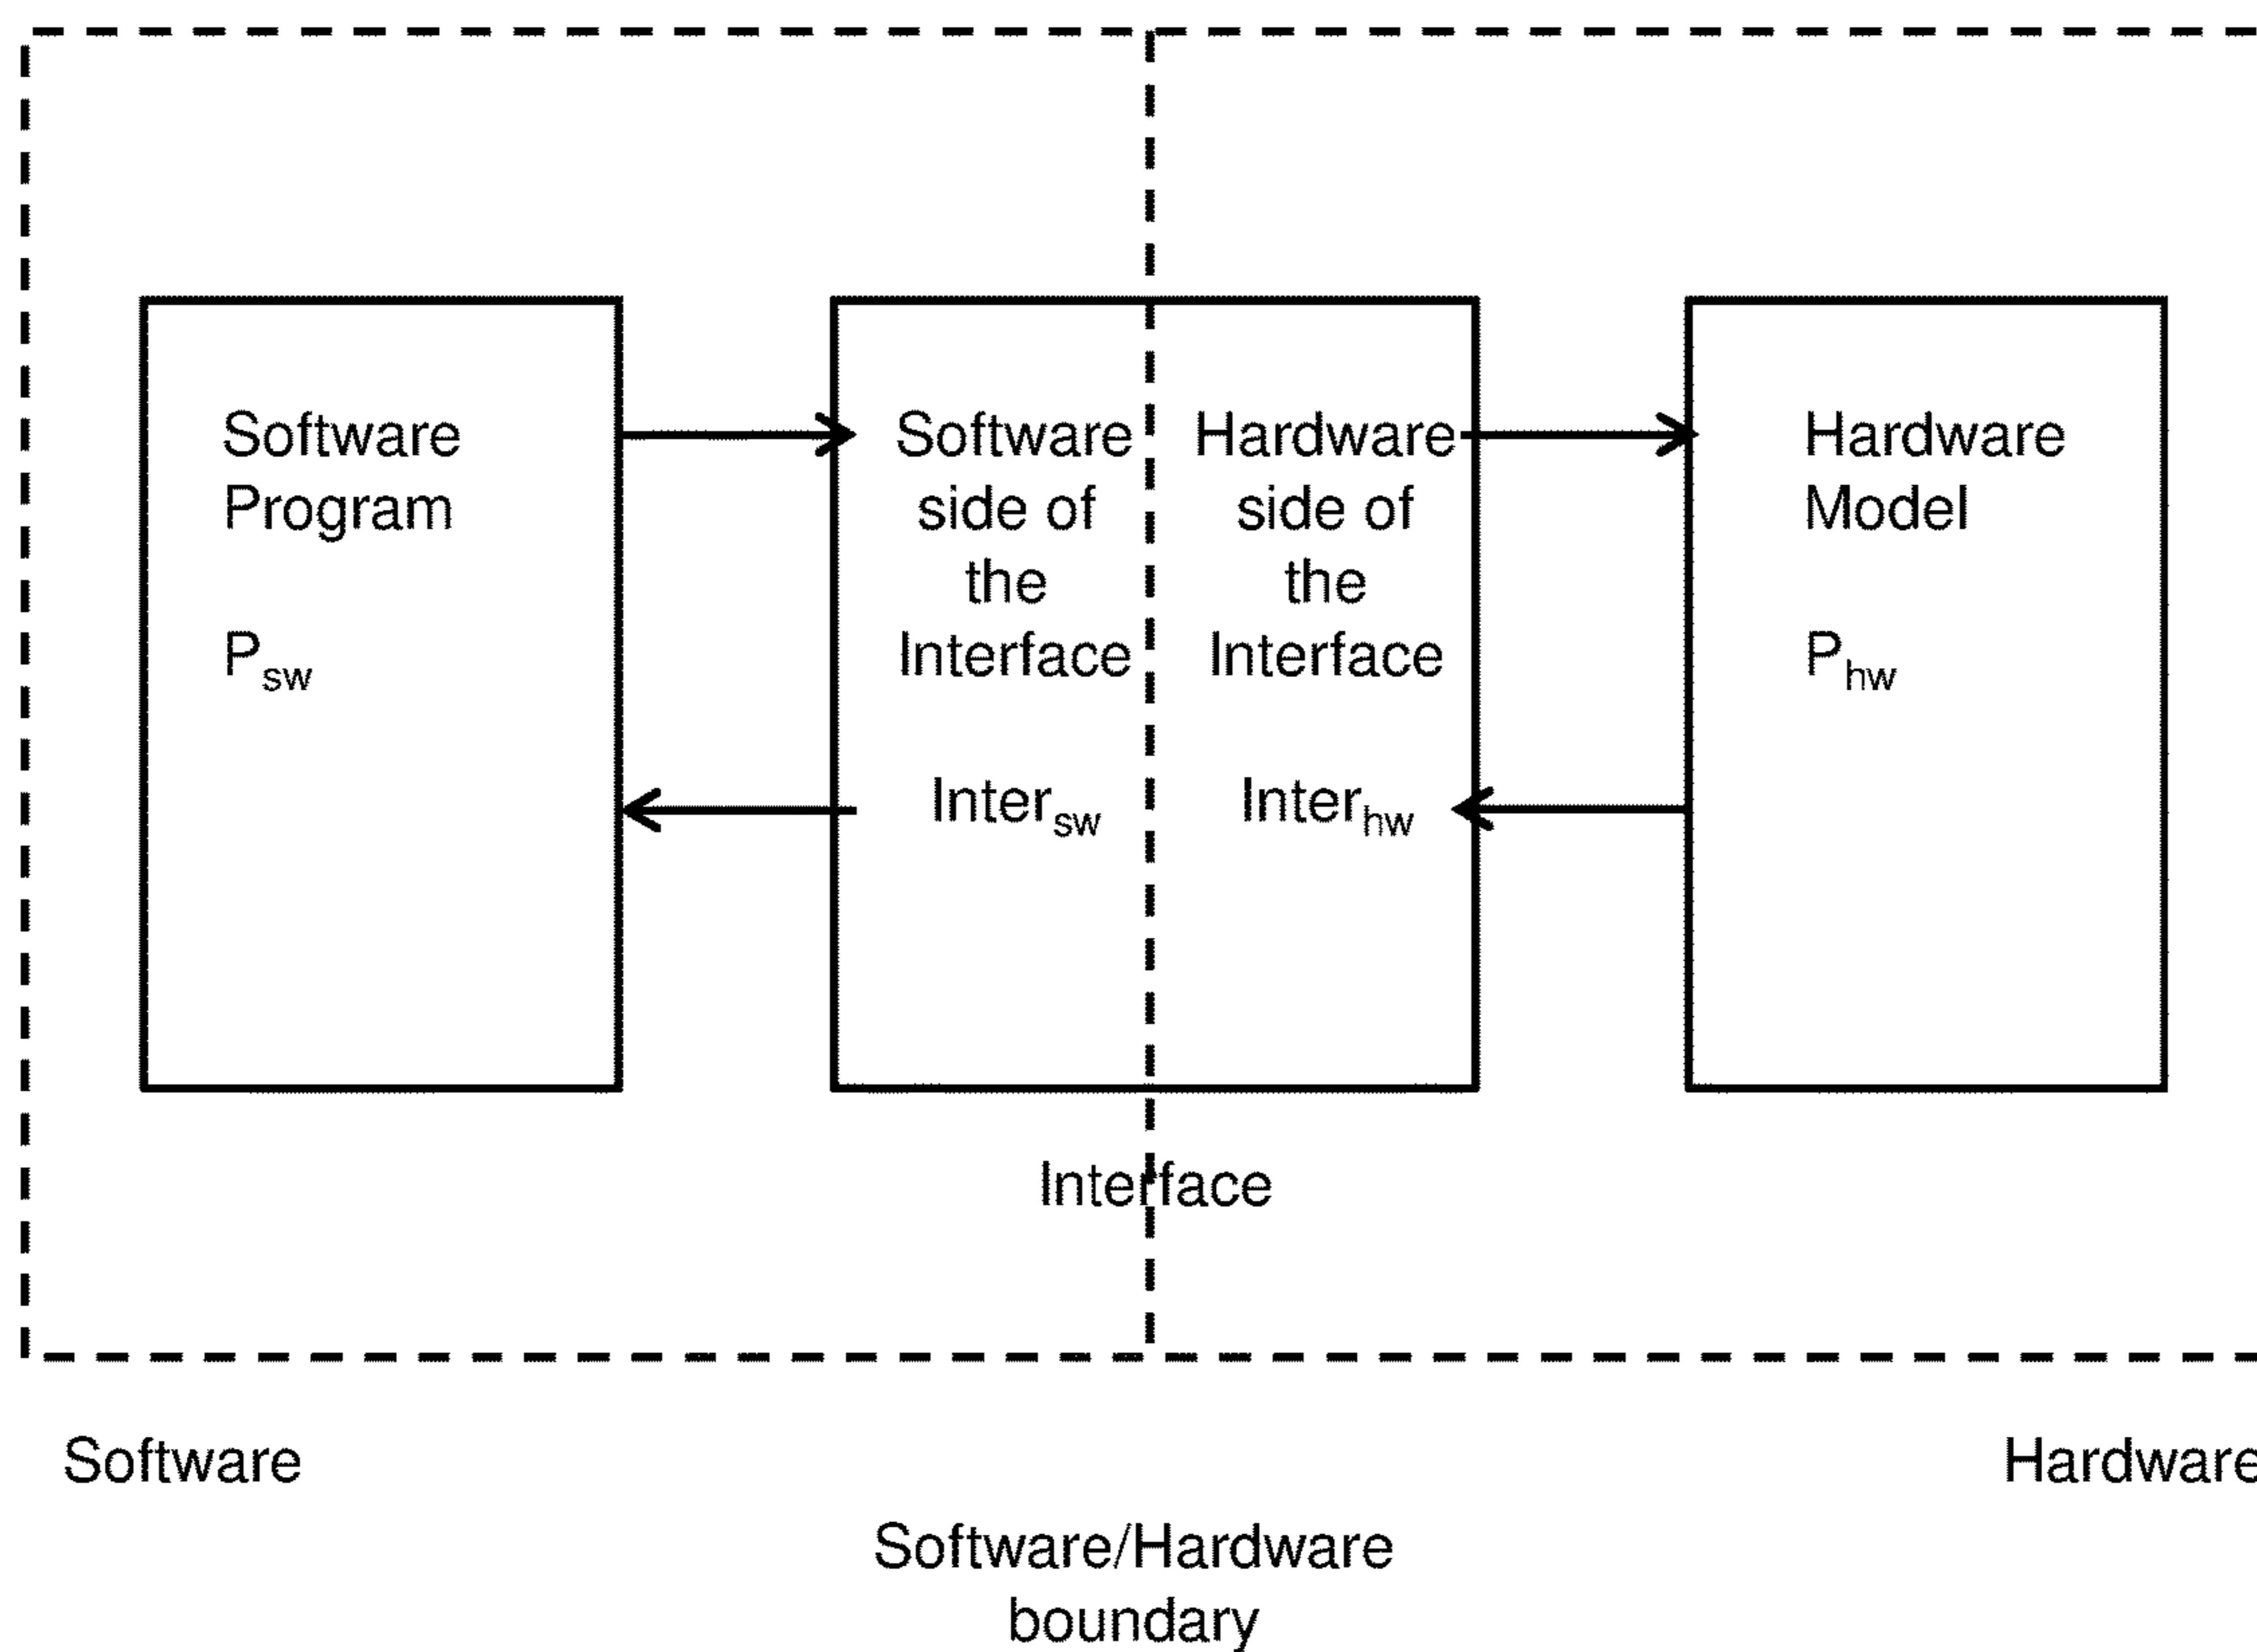 Software
Program
P_sw
Software
side of
the
Interface
Inter_sw
Hardware
side of
the
Interface
Inter_hw
Hardware
Model
P_hw
Interface
Software
Hardware
Software/Hardware
boundary